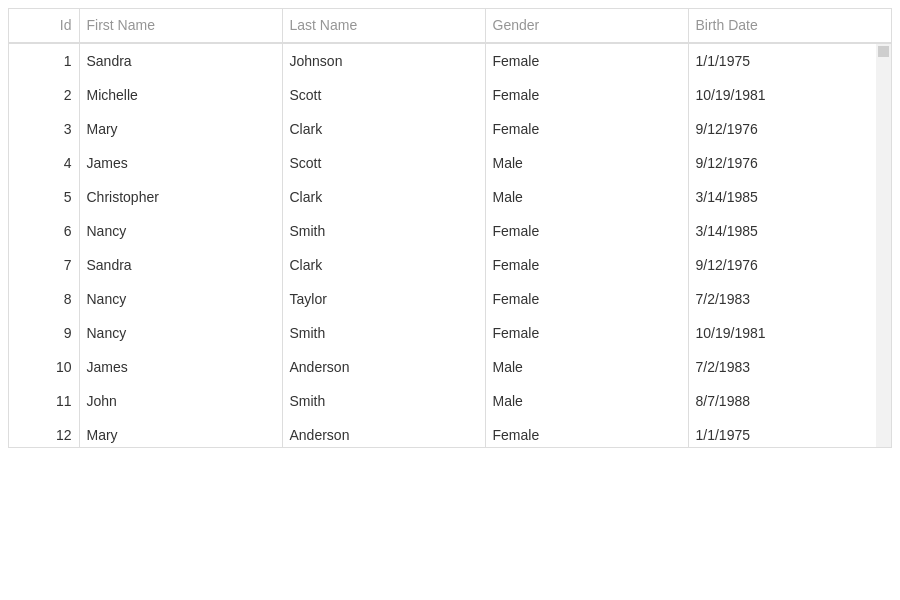 Id First Name Last Name Gender Birth Date
1 Sandra Johnson Female 1/1/1975
2 Michelle Scott Female 10/19/1981
3 Mary Clark Female 9/12/1976
4 James Scott Male 9/12/1976
5 Christopher Clark Male 3/14/1985
6 Nancy Smith Female 3/14/1985
7 Sandra Clark Female 9/12/1976
8 Nancy Taylor Female 7/2/1983
9 Nancy Smith Female 10/19/1981
10 James Anderson Male 7/2/1983
11 John Smith Male 8/7/1988
12 Mary Anderson Female 1/1/1975